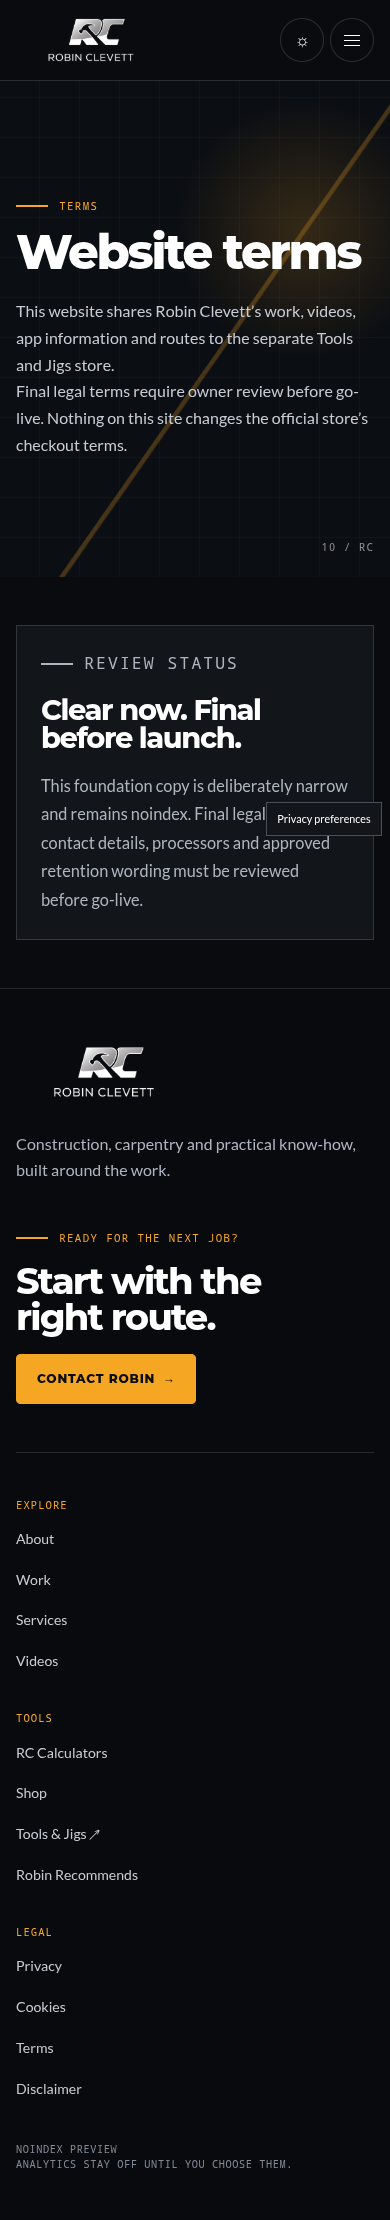 RC
ROBIN CLEVETT
TERMS
Website terms
This website shares Robin Clevett’s work, videos,
app information and routes to the separate Tools
and Jigs store.
Final legal terms require owner review before go-
live. Nothing on this site changes the official store’s
checkout terms.
10 / RC
REVIEW STATUS
Clear now. Final
before launch.
This foundation copy is deliberately narrow
and remains noindex. Final legal
Privacy preferences
contact details, processors and approved
retention wording must be reviewed
before go-live.
RC
ROBIN CLEVETT
Construction, carpentry and practical know-how,
built around the work.
READY FOR THE NEXT JOB?
Start with the
right route.
CONTACT ROBIN →
EXPLORE
About
Work
Services
Videos
TOOLS
RC Calculators
Shop
Tools & Jigs ↗
Robin Recommends
LEGAL
Privacy
Cookies
Terms
Disclaimer
NOINDEX PREVIEW
ANALYTICS STAY OFF UNTIL YOU CHOOSE THEM.